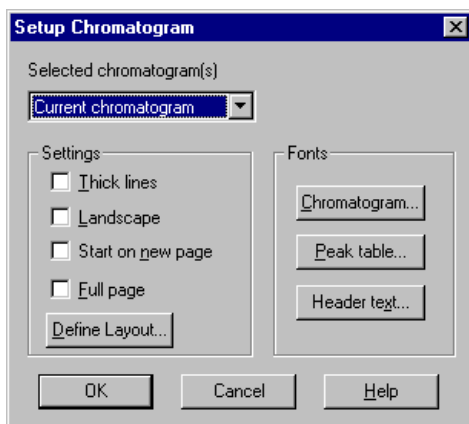 Setup Chromatogram
Selected chromatogram(s)
Current chromatogram
Settings
Thick lines
Landscape
Start on new page
Full page
Define Layout...
Fonts
Chromatogram...
Peak table...
Header text...
OK
Cancel
Help